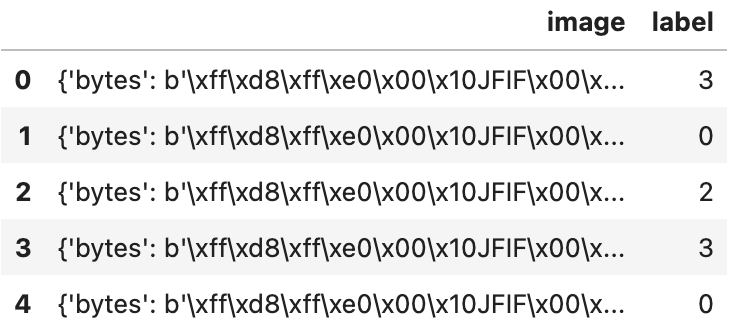 image label
0 {'bytes': b'\xff\xd8\xff\xe0\x00\x10JFIF\x00\x... 3
1 {'bytes': b'\xff\xd8\xff\xe0\x00\x10JFIF\x00\x... 0
2 {'bytes': b'\xff\xd8\xff\xe0\x00\x10JFIF\x00\x... 2
3 {'bytes': b'\xff\xd8\xff\xe0\x00\x10JFIF\x00\x... 3
4 {'bytes': b'\xff\xd8\xff\xe0\x00\x10JFIF\x00\x... 0